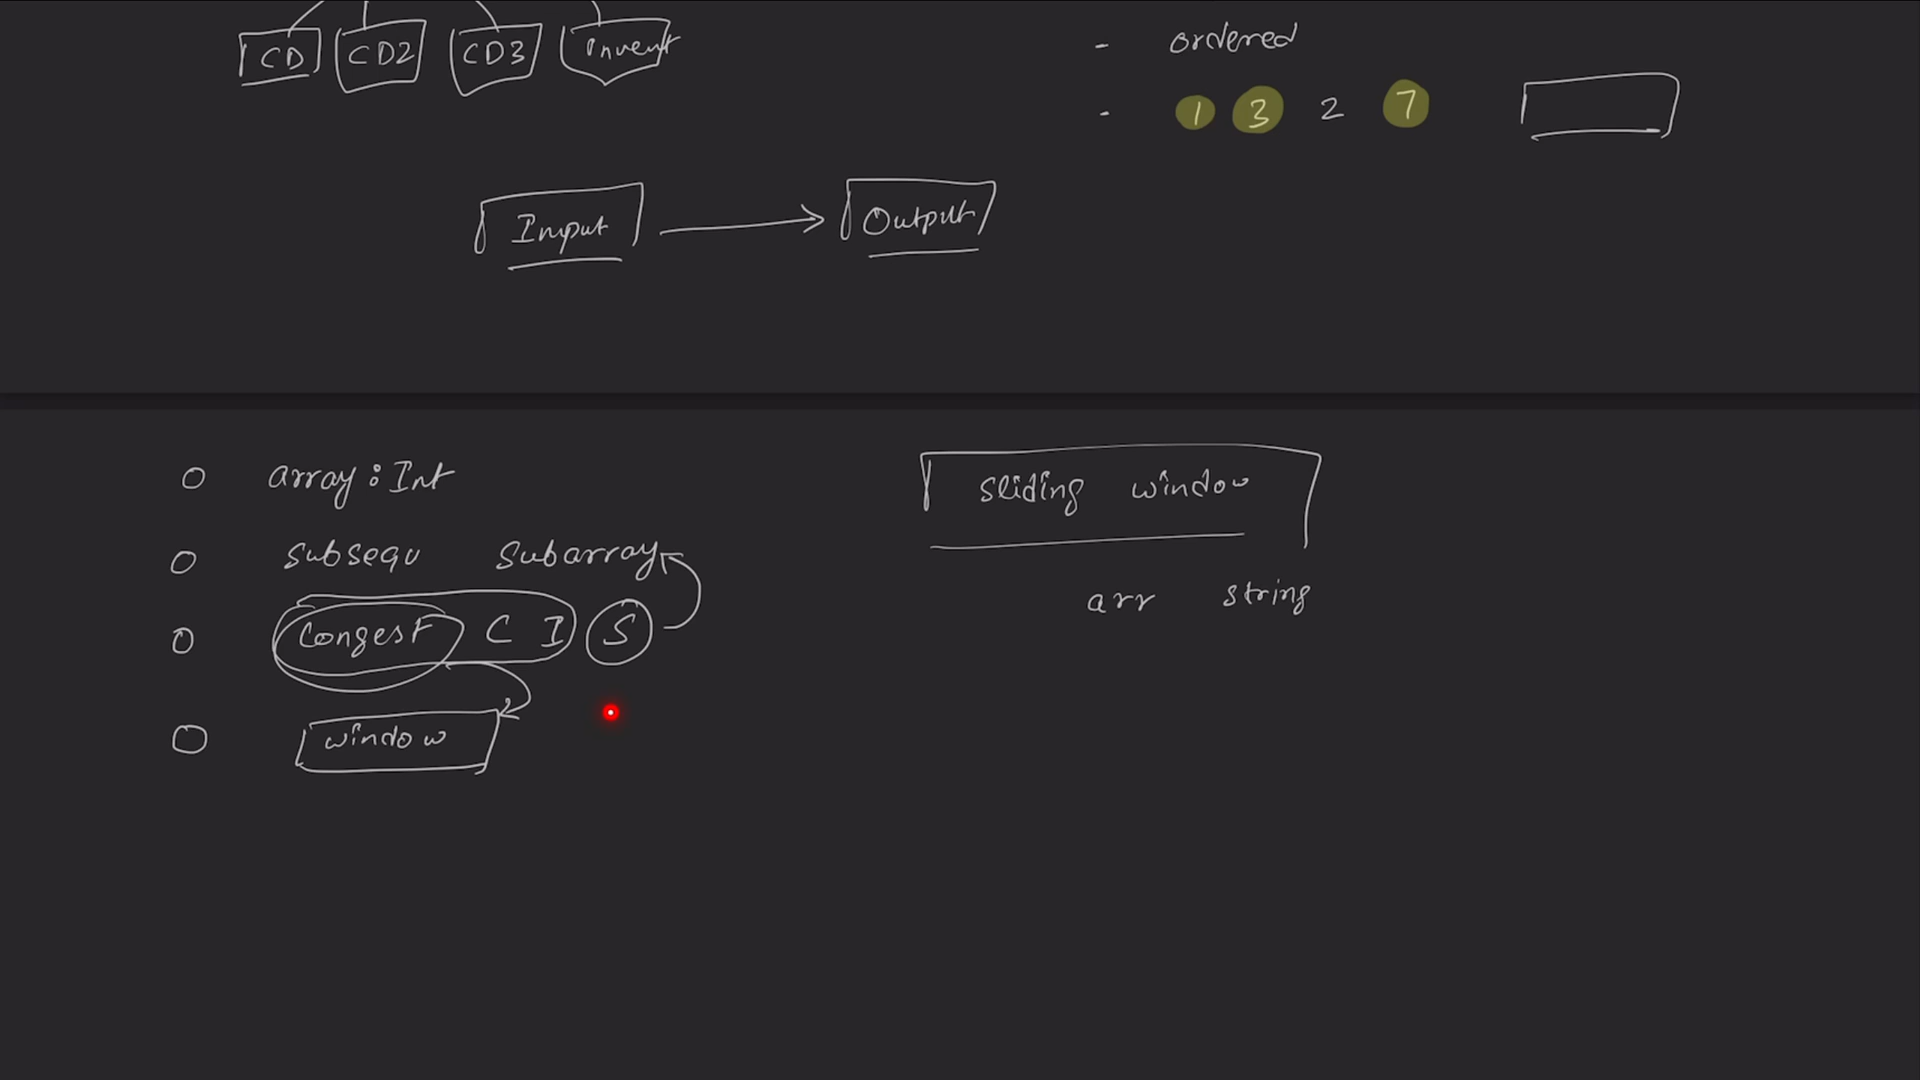 CD CD2 CD3 invent
- ordered
- 1 3 2 7
Input Output
array : Int
subsequ subarray
Longest C I S
window
sliding window
arr string